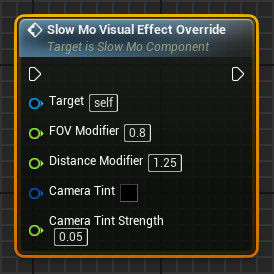 Slow Mo Visual Effect Override
Target is Slow Mo Component
Target self
FOV Modifier 0.8
Distance Modifier 1.25
Camera Tint
Camera Tint Strength
0.05